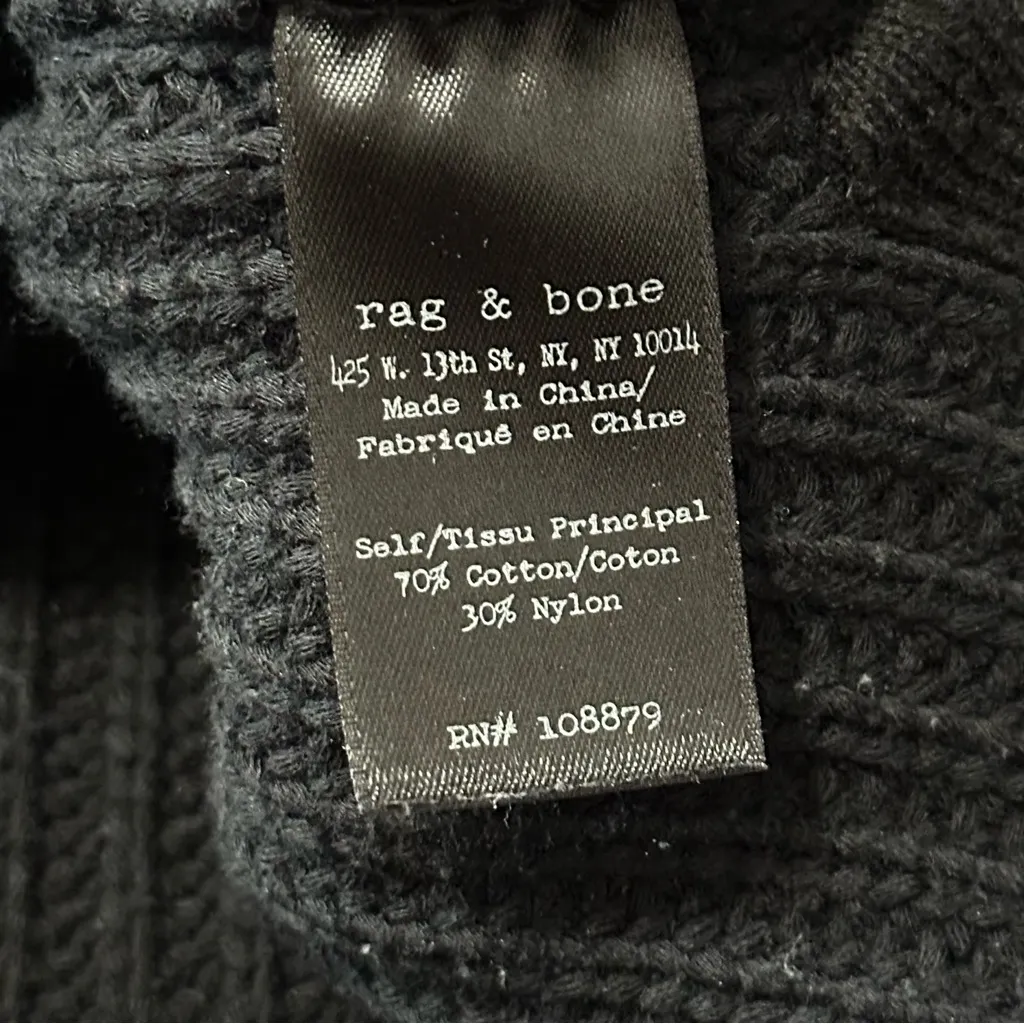 rag & bone
425 W. 13th St, NY, NY 10014
Made in China/
Fabriqué en Chine
Self/Tissu Principal
70% Cotton/Coton
30% Nylon
RN# 108879